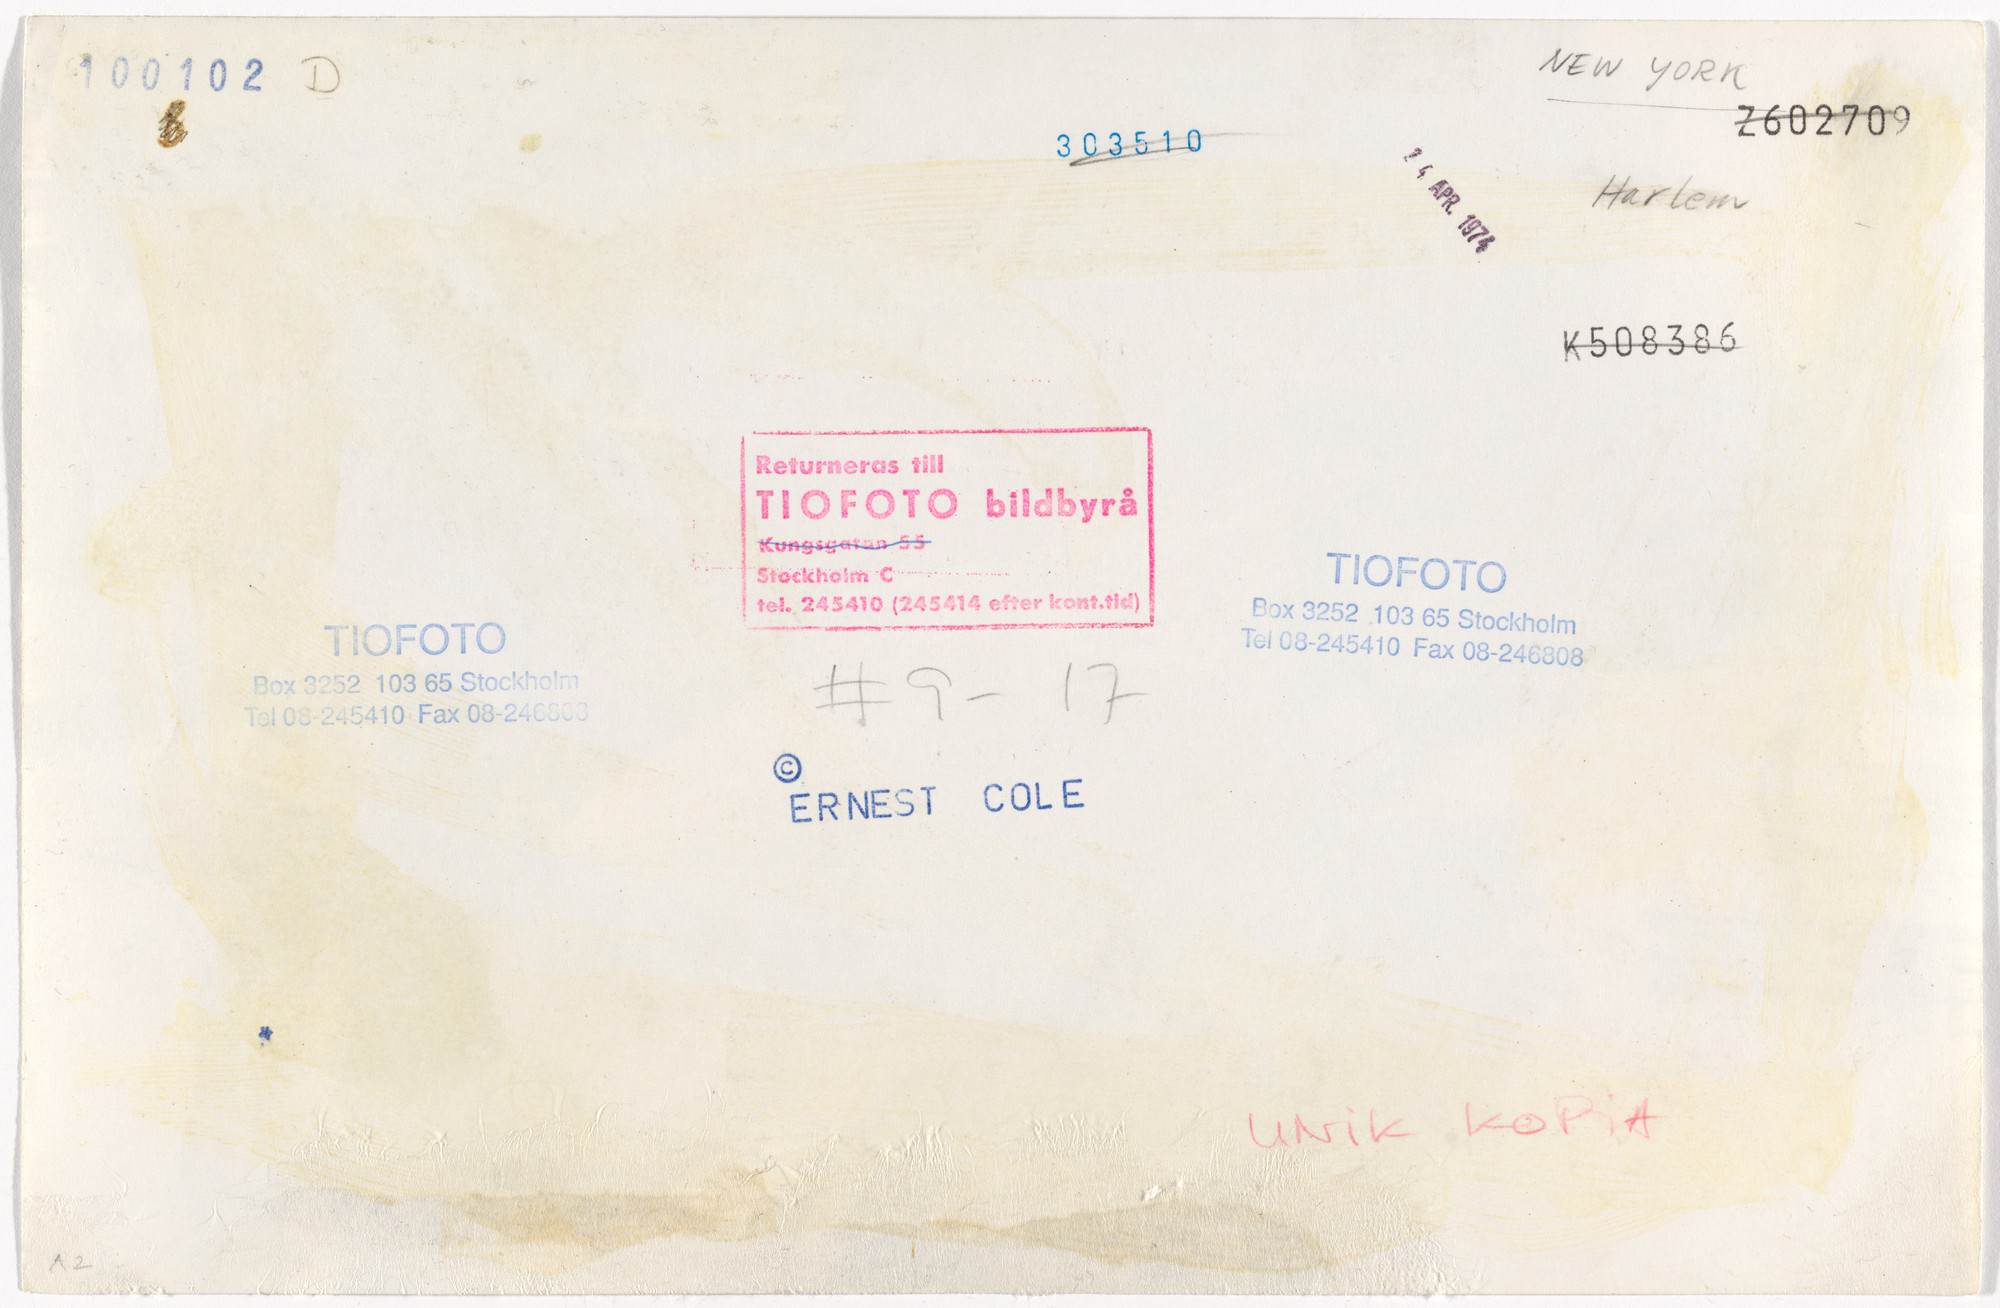 100102 D
NEW YORK
Z602709
303510
24 APR. 1974
Harlem
K508386
Returneras till
TIOFOTO bildbyrå
Kungsgatan 55
Stockholm C
tel. 245410 (245414 efter kont.tid)
TIOFOTO
Box 3252 103 65 Stockholm
Tel 08-245410 Fax 08-246808
TIOFOTO
Box 3252 103 65 Stockholm
Tel 08-245410 Fax 08-246808
# 9- 17
©
ERNEST COLE
UNIK KOPIA
A2